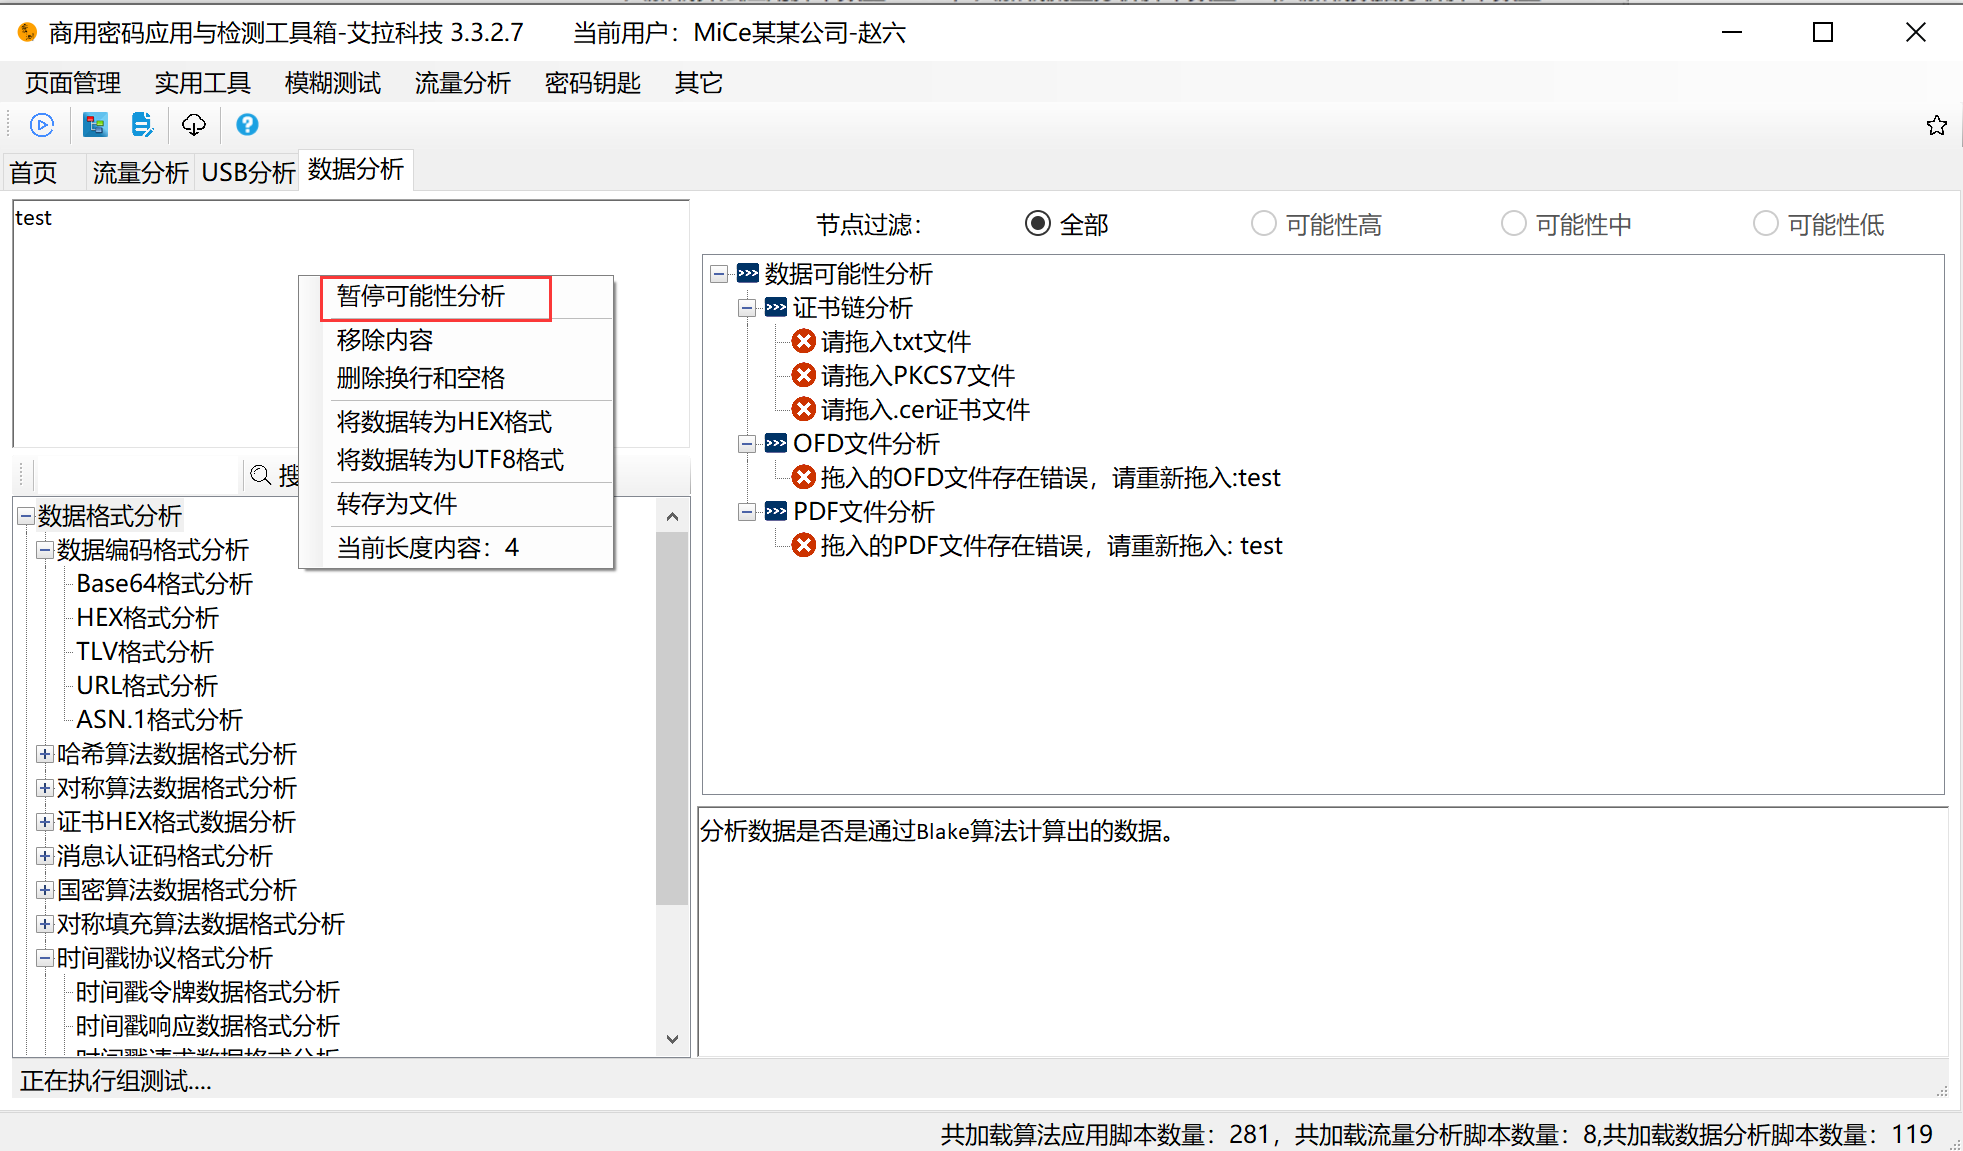 商用密码应用与检测工具箱-艾拉科技 3.3.2.7 当前用户：MiCe某某公司-赵六
页面管理 实用工具 模糊测试 流量分析 密码钥匙 其它
首页 流量分析 USB分析 数据分析
test
暂停可能性分析
移除内容
删除换行和空格
将数据转为HEX格式
将数据转为UTF8格式
转存为文件
当前长度内容：4
搜
数据格式分析
数据编码格式分析
Base64格式分析
HEX格式分析
TLV格式分析
URL格式分析
ASN.1格式分析
哈希算法数据格式分析
对称算法数据格式分析
证书HEX格式数据分析
消息认证码格式分析
国密算法数据格式分析
对称填充算法数据格式分析
时间戳协议格式分析
时间戳令牌数据格式分析
时间戳响应数据格式分析
时间戳请求数据格式分析
节点过滤： 全部 可能性高 可能性中 可能性低
数据可能性分析
证书链分析
请拖入txt文件
请拖入PKCS7文件
请拖入.cer证书文件
OFD文件分析
拖入的OFD文件存在错误，请重新拖入:test
PDF文件分析
拖入的PDF文件存在错误，请重新拖入: test
分析数据是否是通过Blake算法计算出的数据。
正在执行组测试....
共加载算法应用脚本数量：281，共加载流量分析脚本数量：8,共加载数据分析脚本数量：119